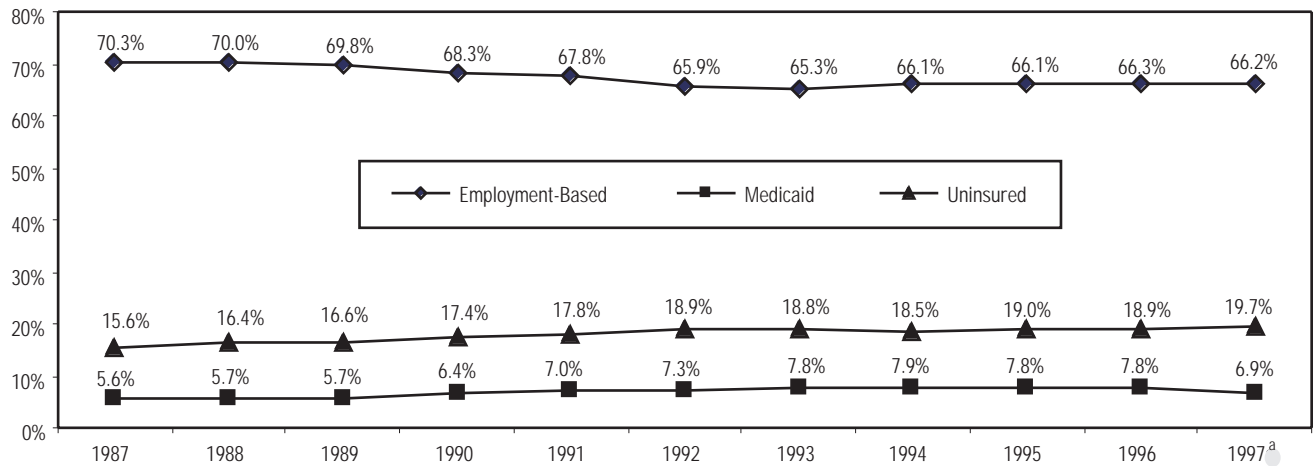 80%
70.3% 70.0% 69.8% 68.3% 67.8% 65.9% 65.3% 66.1% 66.1% 66.3% 66.2%
70%
60%
50%
Employment-Based Medicaid Uninsured
40%
30%
15.6% 16.4% 16.6% 17.4% 17.8% 18.9% 18.8% 18.5% 19.0% 18.9% 19.7%
20%
5.6% 5.7% 5.7% 6.4% 7.0% 7.3% 7.8% 7.9% 7.8% 7.8% 6.9%
10%
0%
1987 1988 1989 1990 1991 1992 1993 1994 1995 1996 1997a